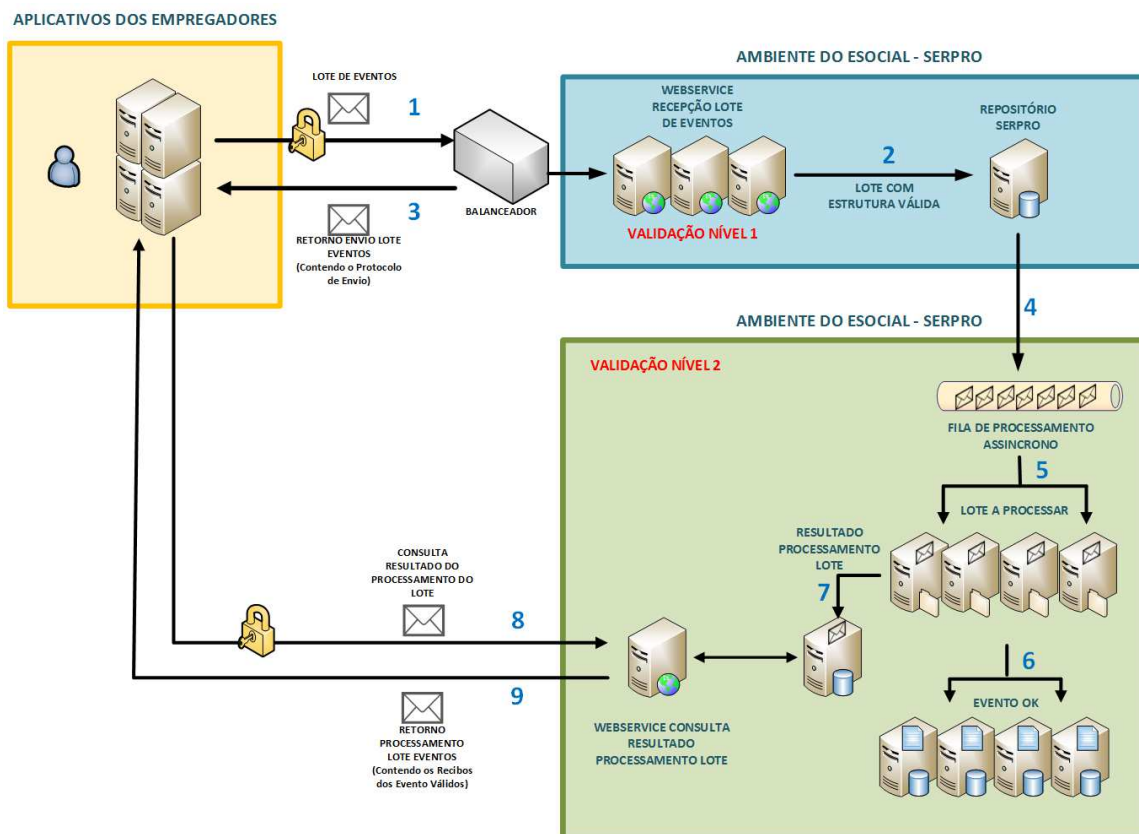 APLICATIVOS DOS EMPREGADORES
LOTE DE EVENTOS
1
BALANCEADOR
3
RETORNO ENVIO LOTE
EVENTOS
(Contendo o Protocolo
de Envio)
AMBIENTE DO ESOCIAL - SERPRO
WEBSERVICE
RECEPÇÃO LOTE
DE EVENTOS
VALIDAÇÃO NÍVEL 1
2
LOTE COM
ESTRUTURA VÁLIDA
REPOSITÓRIO
SERPRO
4
AMBIENTE DO ESOCIAL - SERPRO
VALIDAÇÃO NÍVEL 2
FILA DE PROCESSAMENTO
ASSINCRONO
5
LOTE A PROCESSAR
RESULTADO
PROCESSAMENTO
LOTE
7
6
EVENTO OK
CONSULTA
RESULTADO DO
PROCESSAMENTO DO
LOTE
8
9
RETORNO
PROCESSAMENTO
LOTE EVENTOS
(Contendo os Recibos
dos Evento Válidos)
WEBSERVICE CONSULTA
RESULTADO
PROCESSAMENTO LOTE